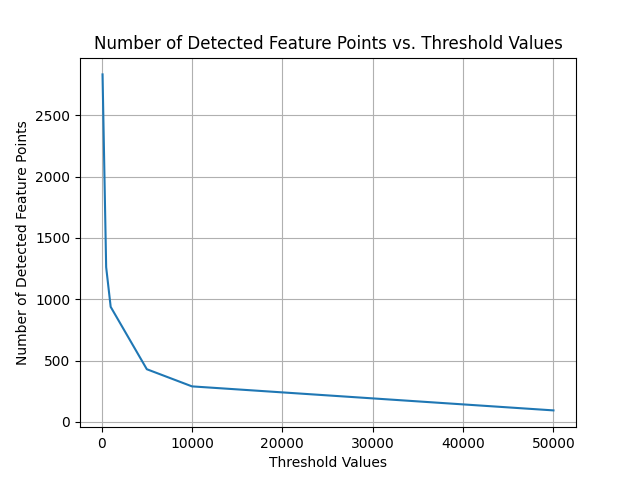 Number of Detected Feature Points vs. Threshold Values
Number of Detected Feature Points
2500
2000
1500
1000
500
0
0 10000 20000 30000 40000 50000
Threshold Values